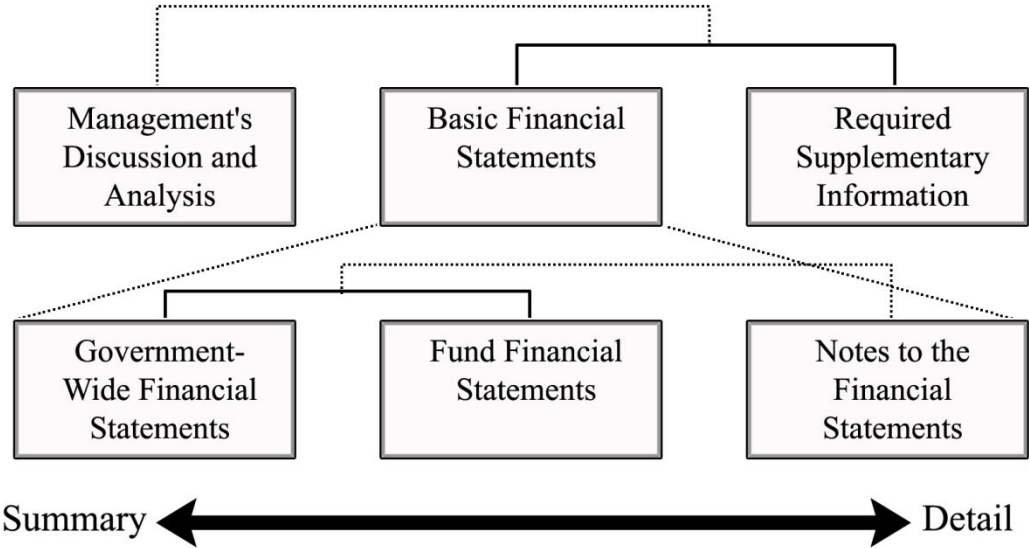 Management's
Discussion and
Analysis
Basic Financial
Statements
Required
Supplementary
Information
Government-
Wide Financial
Statements
Fund Financial
Statements
Notes to the
Financial
Statements
Summary
Detail